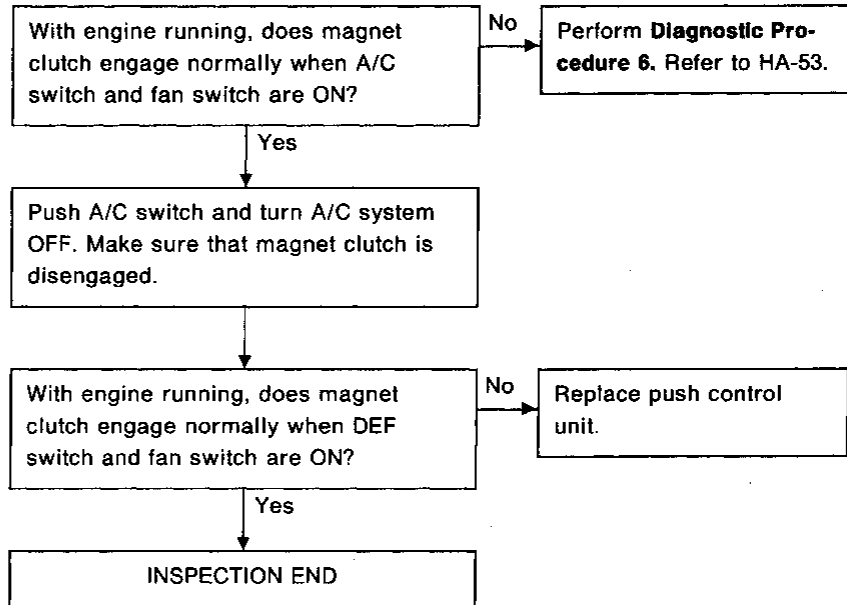 With engine running, does magnet
clutch engage normally when A/C
switch and fan switch are ON?
No
Perform Diagnostic Pro-
cedure 6. Refer to HA-53.
Yes
Push A/C switch and turn A/C system
OFF. Make sure that magnet clutch is
disengaged.
With engine running, does magnet
clutch engage normally when DEF
switch and fan switch are ON?
No
Replace push control
unit.
Yes
INSPECTION END